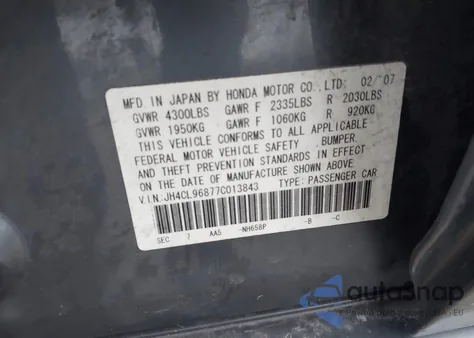 MADE IN JAPAN BY HONDA MOTOR CO., LTD. 02/07
GVWR 4300LBS GAWR F 2335LBS R 2030LBS
GVWR 1950KG GAWR F 1060KG R 920KG
THIS VEHICLE CONFORMS TO ALL APPLICABLE
FEDERAL MOTOR VEHICLE SAFETY, BUMPER,
AND THEFT PREVENTION STANDARDS IN EFFECT
ON THE DATE OF MANUFACTURE SHOWN ABOVE.
V.I.N: JH4CL96877C013843 TYPE: PASSENGER CAR
SEC AA5 -NH658P -B -C
autoSnap